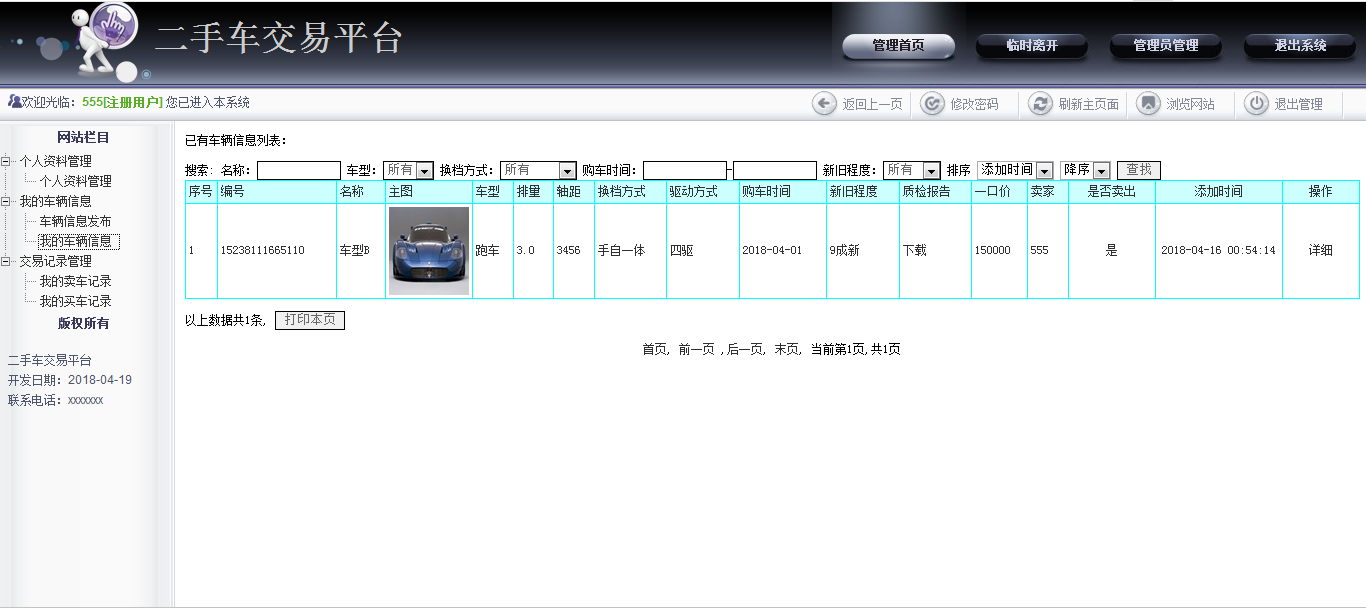 二手车交易平台
管理首页 临时离开 管理员管理 退出系统
欢迎光临：555[注册用户] 您已进入本系统 返回上一页 修改密码 刷新主页面 浏览网站 退出管理
网站栏目
个人资料管理
个人资料管理
我的车辆信息
车辆信息发布
我的车辆信息
交易记录管理
我的卖车记录
我的买车记录
版权所有
二手车交易平台
开发日期：2018-04-19
联系电话：xxxxxxx
已有车辆信息列表：
搜索: 名称： 车型：所有 换档方式：所有 购车时间： - 新旧程度：所有 排序 添加时间 降序 查找
序号 编号 名称 主图 车型 排量 轴距 换档方式 驱动方式 购车时间 新旧程度 质检报告 一口价 卖家 是否卖出 添加时间 操作
1 15238111665110 车型B 跑车 3.0 3456 手自一体 四驱 2018-04-01 9成新 下载 150000 555 是 2018-04-16 00:54:14 详细
以上数据共1条, 打印本页
首页, 前一页 ,后一页, 末页, 当前第1页,共1页